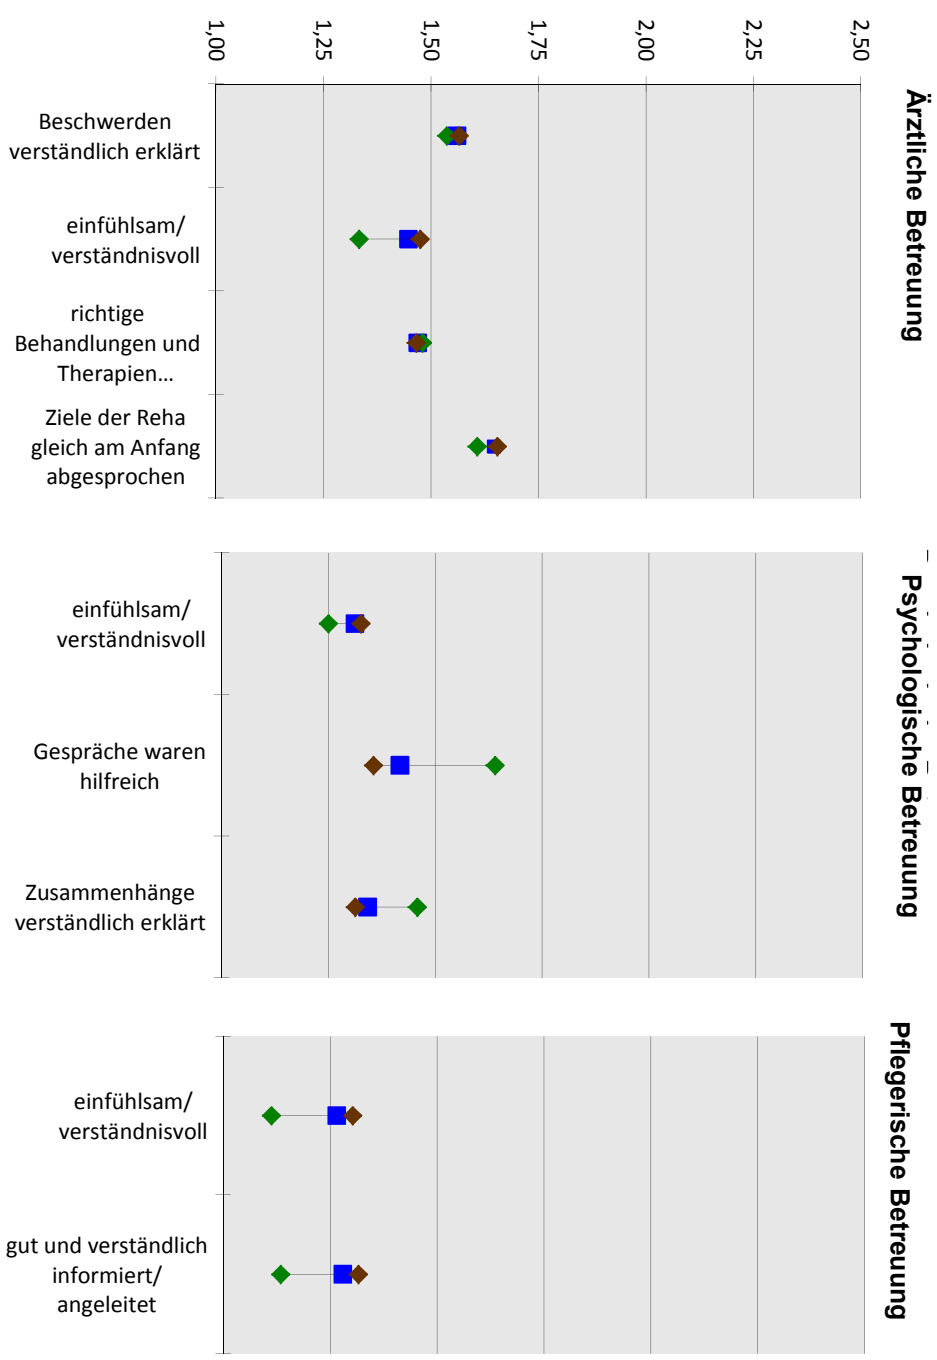 1,00
1,25
1,50
1,75
2,00
2,25
2,50
Ärztliche Betreuung
Beschwerden
verständlich erklärt
einfühlsam/
verständnisvoll
richtige
Behandlungen und
Therapien...
Ziele der Reha
gleich am Anfang
abgesprochen
Psychologische Betreuung
einfühlsam/
verständnisvoll
Gespräche waren
hilfreich
Zusammenhänge
verständlich erklärt
Pflegerische Betreuung
einfühlsam/
verständnisvoll
gut und verständlich
informiert/
angeleitet